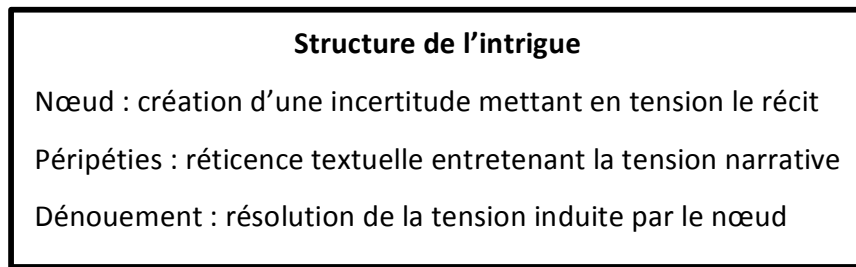 Structure de l’intrigue
Nœud : création d’une incertitude mettant en tension le récit
Péripéties : réticence textuelle entretenant la tension narrative
Dénouement : résolution de la tension induite par le nœud